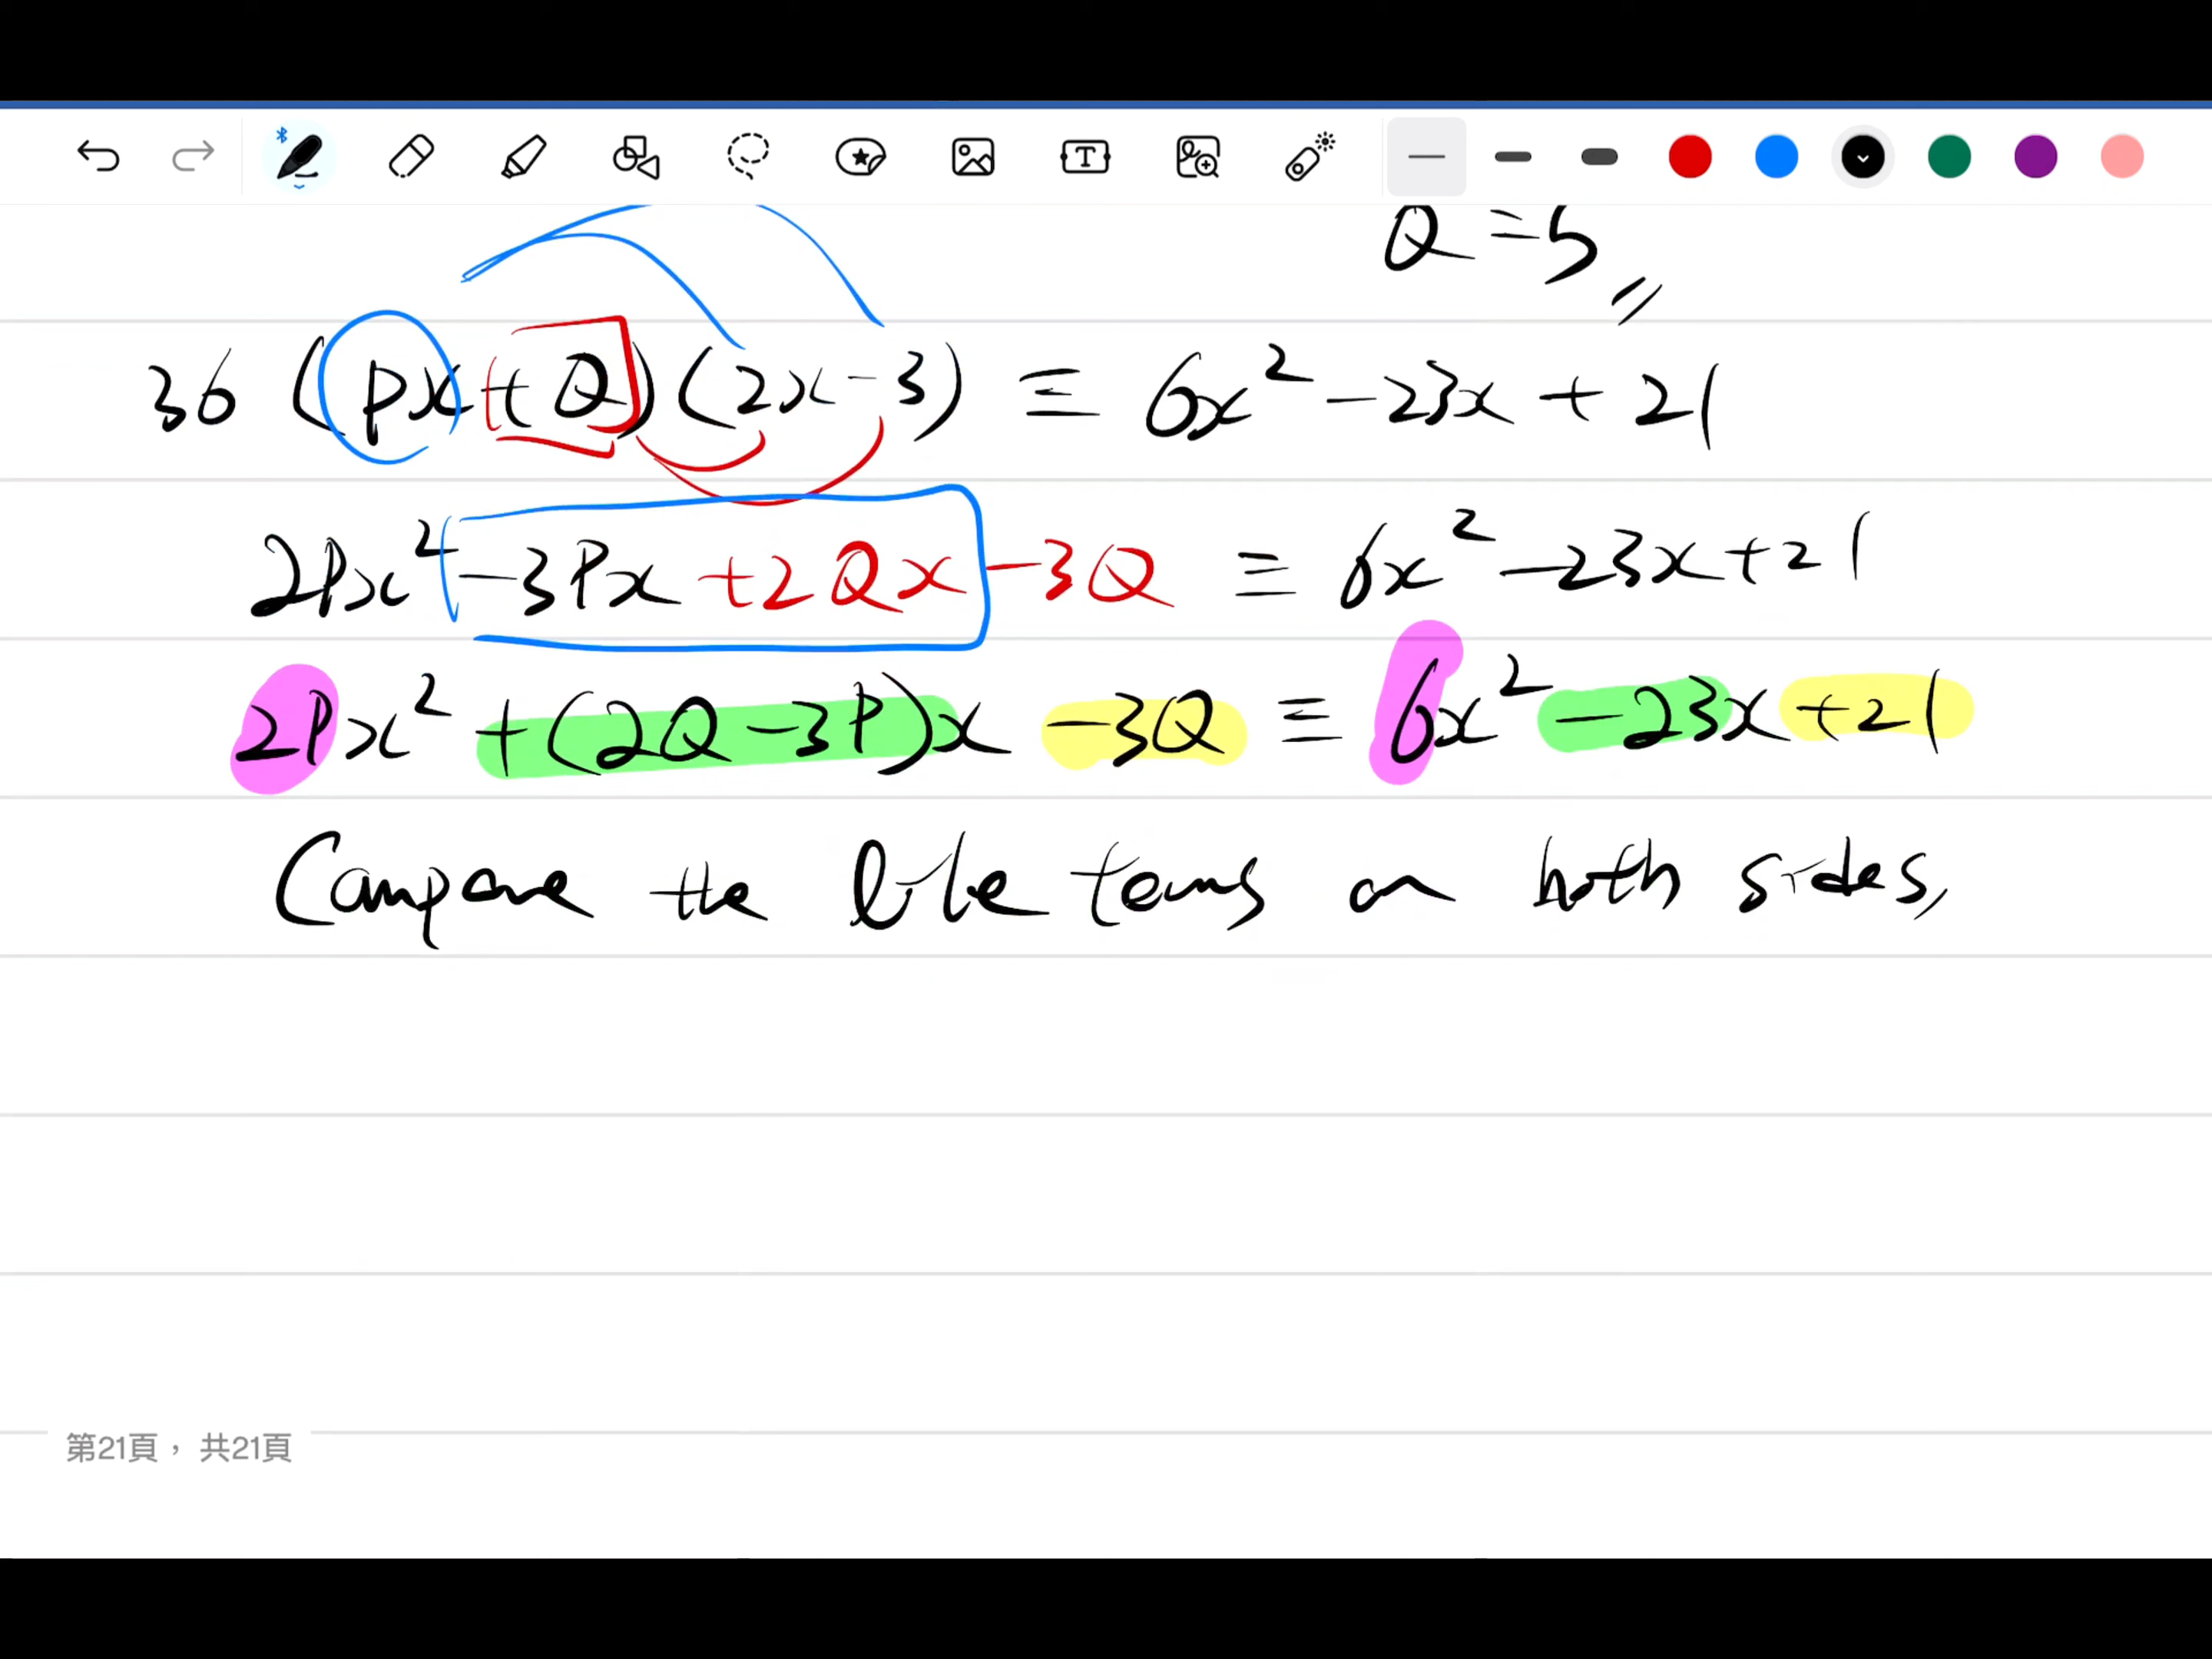 Q = 5
36 (Px + Q)(2x - 3) ≡ 6x² - 23x + 21
2Px² - 3Px + 2Qx - 3Q ≡ 6x² - 23x + 21
2Px² + (2Q - 3P)x - 3Q ≡ 6x² - 23x + 21
Compare the like terms on both sides,
第21頁，共21頁